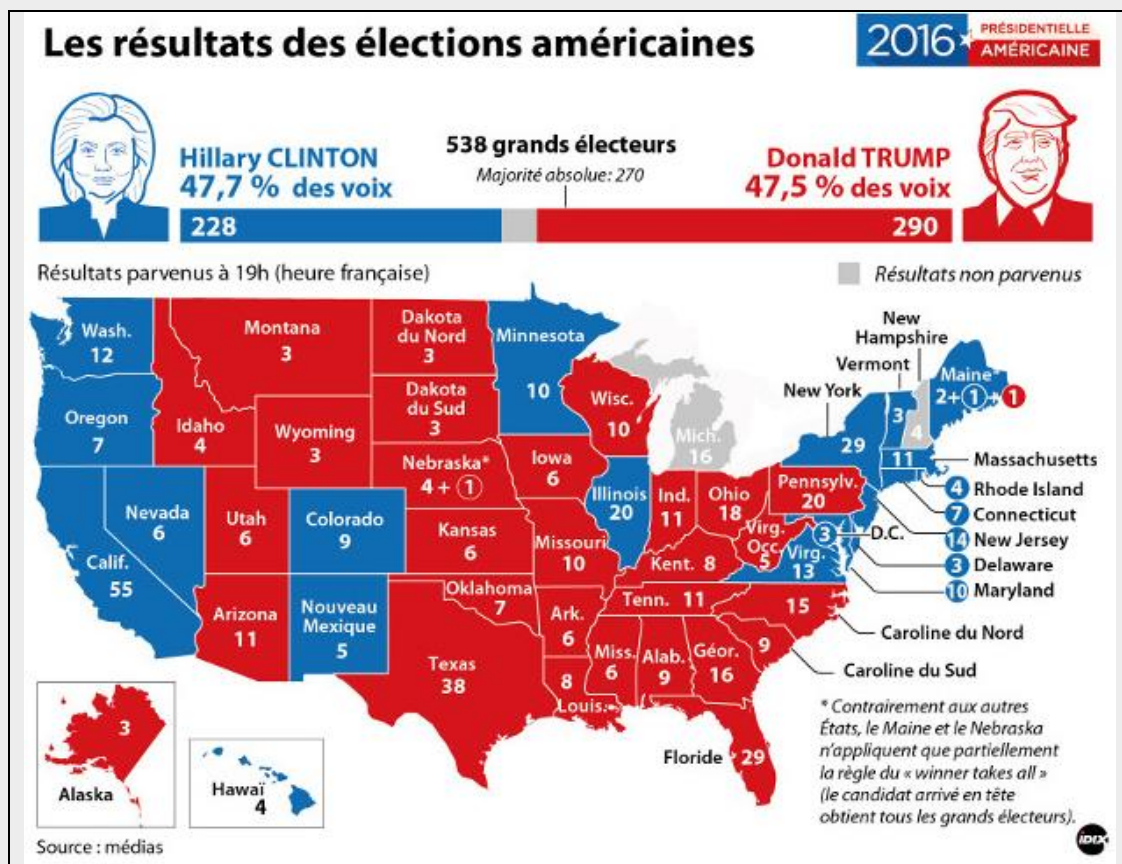 Les résultats des élections américaines
2016 PRÉSIDENTIELLE
AMÉRICAINE
Hillary CLINTON
47,7 % des voix
538 grands électeurs
Majorité absolue: 270
Donald TRUMP
47,5 % des voix
228
290
Résultats parvenus à 19h (heure française)
Résultats non parvenus
Wash.
12
Oregon
7
Calif.
55
Nevada
6
Idaho
4
Montana
3
Wyoming
3
Utah
6
Colorado
9
Arizona
11
Nouveau
Mexique
5
Dakota
du Nord
3
Dakota
du Sud
3
Nebraska*
4 + 1
Kansas
6
Oklahoma
7
Texas
38
Minnesota
10
Iowa
6
Missouri
10
Ark.
6
8
Louis.
Wisc.
10
Illinois
20
Mich.
16
Ind.
11
Ohio
18
Kent. 8
Tenn. 11
Miss.
6
Alab.
9
Géor.
16
Floride
29
9
Caroline du Sud
15
Caroline du Nord
Virg.
13
Virg.
Occ.
5
Pennsylv.
20
New York
29
Vermont
3
New
Hampshire
4
Maine*
2+1+1
11
Massachusetts
4 Rhode Island
7 Connecticut
14 New Jersey
3 D.C.
3 Delaware
10 Maryland
3
Alaska
Hawaï
4
* Contrairement aux autres
États, le Maine et le Nebraska
n'appliquent que partiellement
la règle du « winner takes all »
(le candidat arrivé en tête
obtient tous les grands électeurs).
Source : médias
iDIX